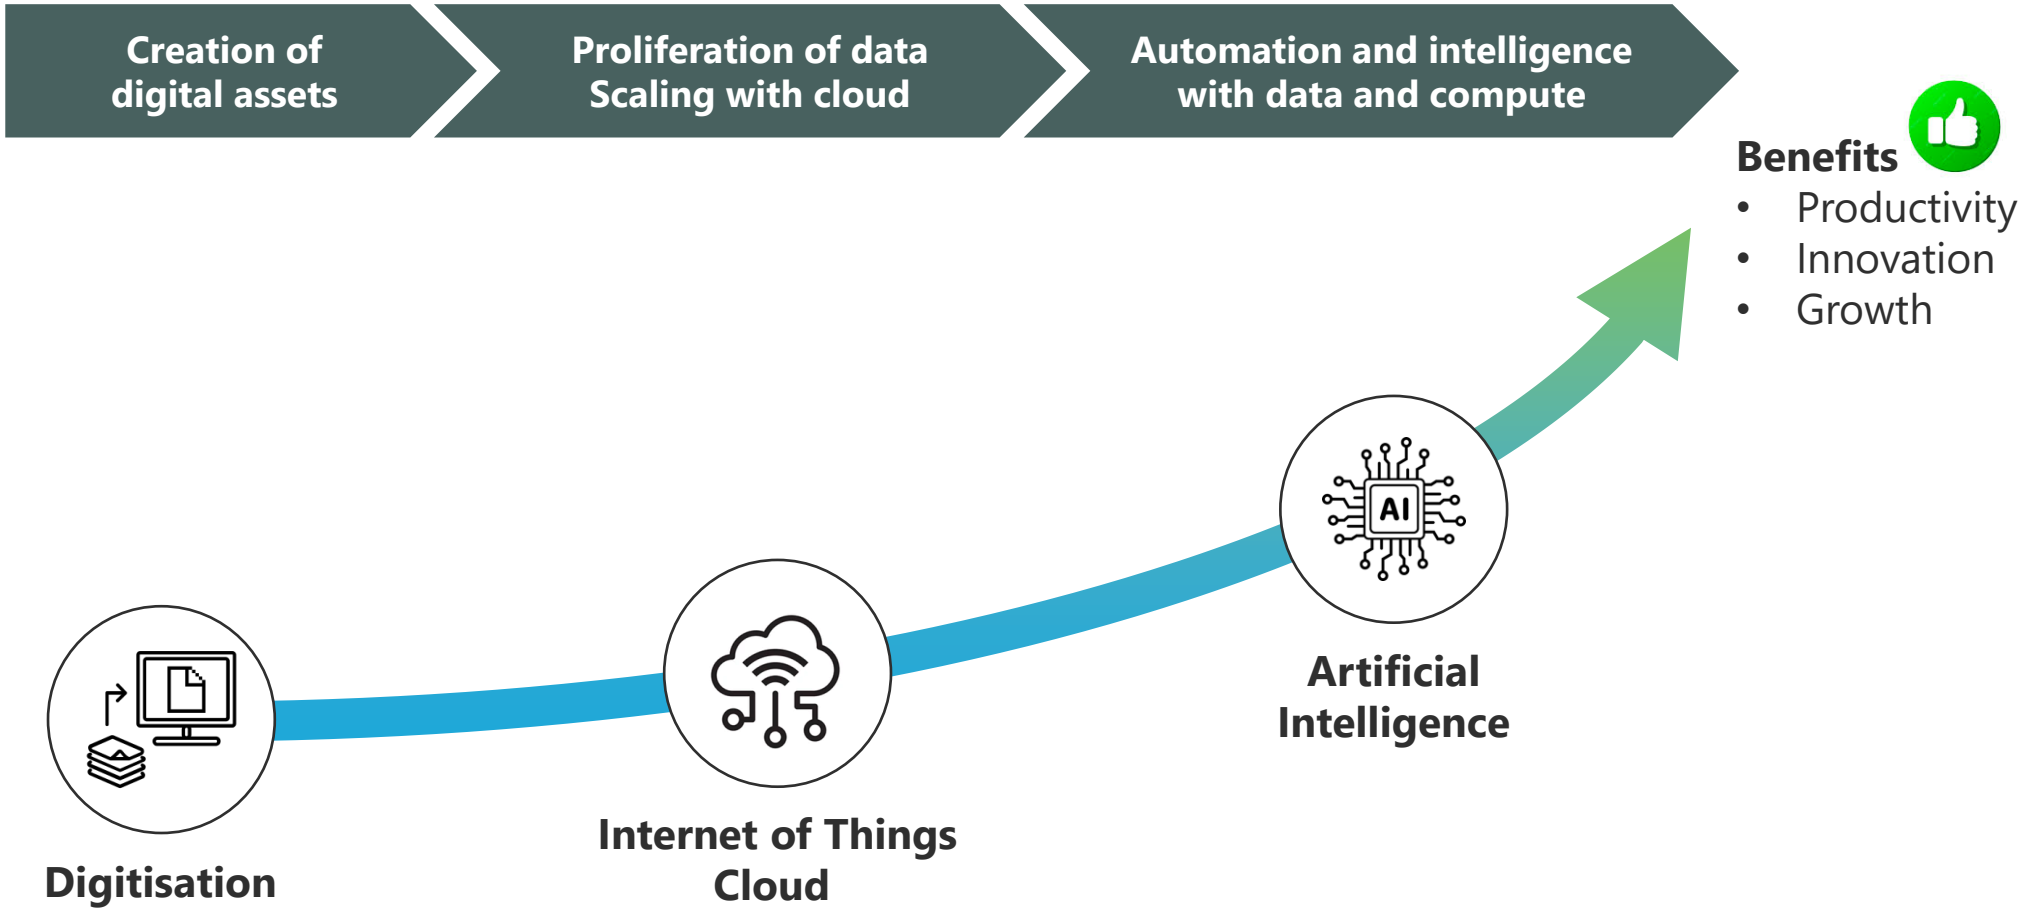 Creation of
digital assets
Proliferation of data
Scaling with cloud
Automation and intelligence
with data and compute
Benefits
• Productivity
• Innovation
• Growth
AI
Artificial
Intelligence
Internet of Things
Cloud
Digitisation